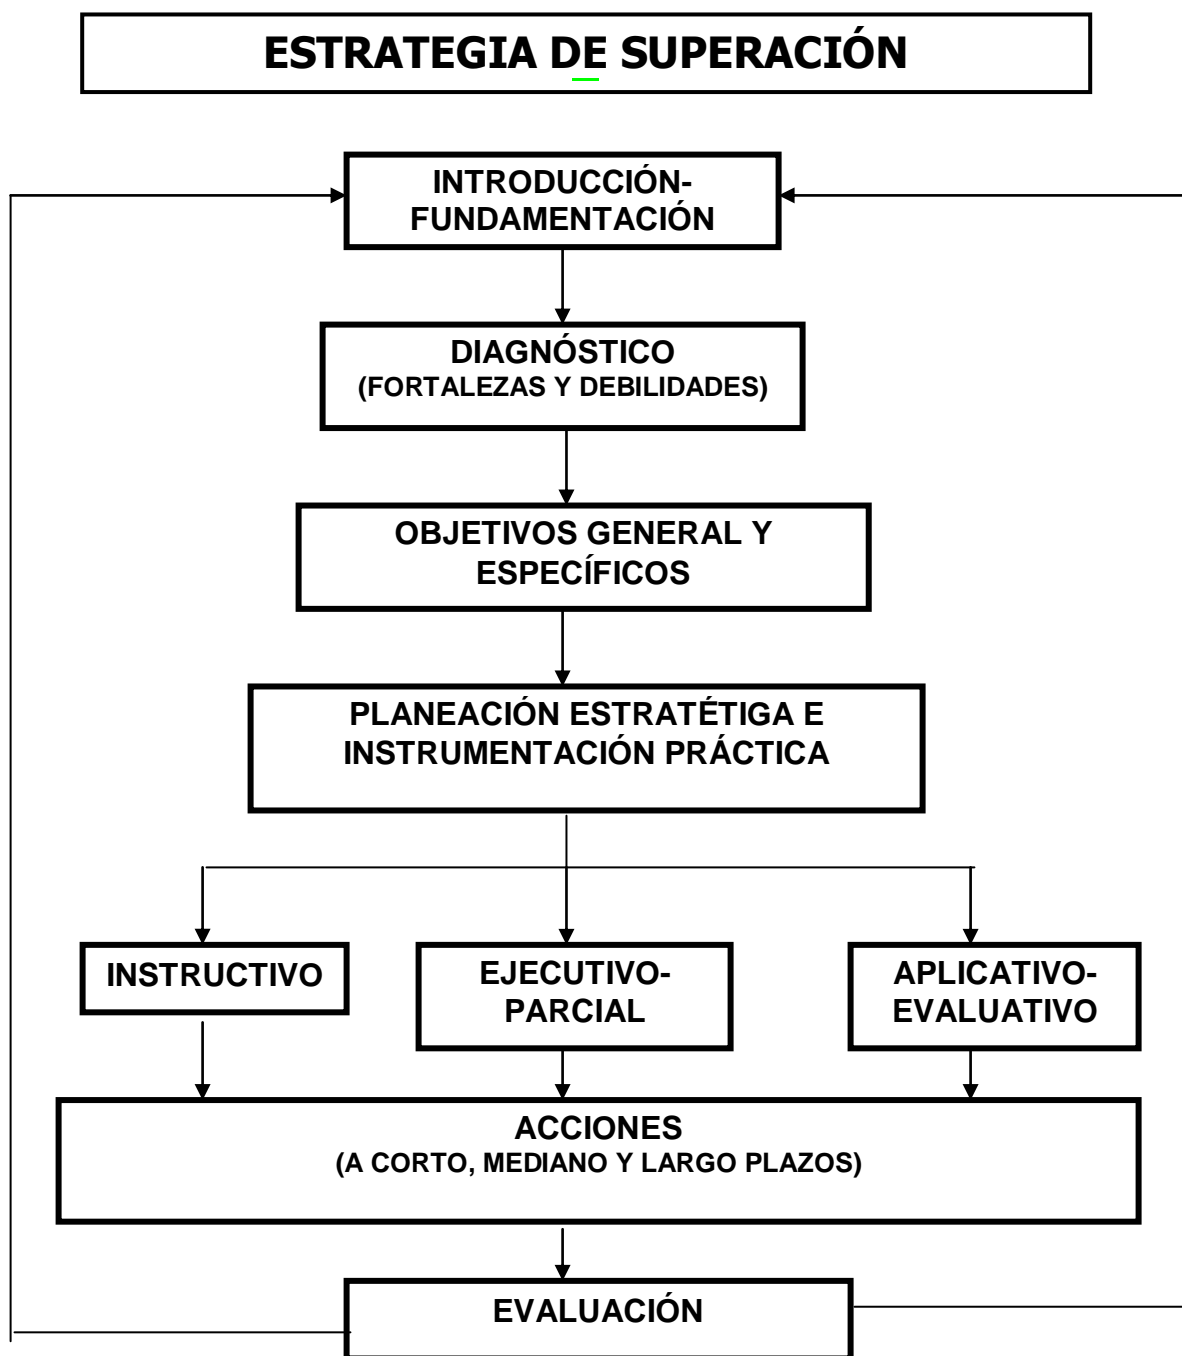 ESTRATEGIA DE SUPERACIÓN
INTRODUCCIÓN-
FUNDAMENTACIÓN
DIAGNÓSTICO
(FORTALEZAS Y DEBILIDADES)
OBJETIVOS GENERAL Y
ESPECÍFICOS
PLANEACIÓN ESTRATÉTIGA E
INSTRUMENTACIÓN PRÁCTICA
INSTRUCTIVO
EJECUTIVO-
PARCIAL
APLICATIVO-
EVALUATIVO
ACCIONES
(A CORTO, MEDIANO Y LARGO PLAZOS)
EVALUACIÓN